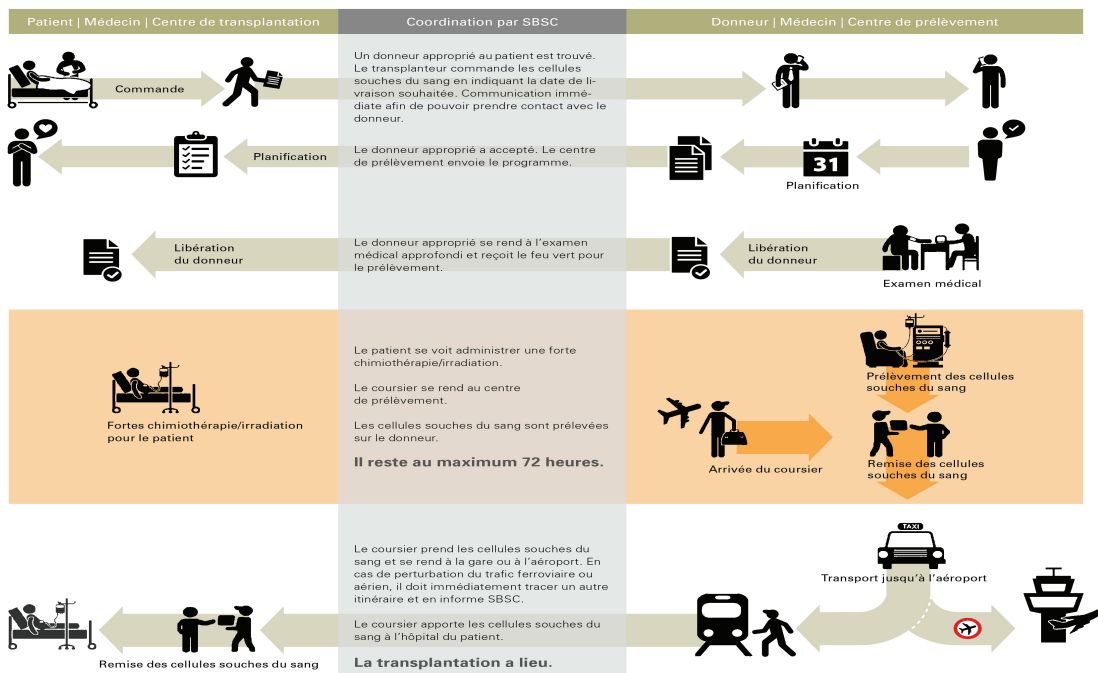 Patient | Médecin | Centre de transplantation
Coordination par SBSC
Donneur | Médecin | Centre de prélèvement
Commande
Un donneur approprié au patient est trouvé.
Le transplanteur commande les cellules
souches du sang en indiquant la date de li-
vraison souhaitée. Communication immé-
diate afin de pouvoir prendre contact avec le
donneur.
Planification
Le donneur approprié a accepté. Le centre
de prélèvement envoie le programme.
31
Planification
Libération
du donneur
Le donneur approprié se rend à l'examen
médical approfondi et reçoit le feu vert pour
le prélèvement.
Libération
du donneur
Examen médical
Fortes chimiothérapie/irradiation
pour le patient
Le patient se voit administrer une forte
chimiothérapie/irradiation.
Le coursier se rend au centre
de prélèvement.
Les cellules souches du sang sont prélevées
sur le donneur.
Il reste au maximum 72 heures.
Prélèvement des cellules
souches du sang
Arrivée du coursier
Remise des cellules
souches du sang
Le coursier prend les cellules souches du
sang et se rend à la gare ou à l'aéroport. En
cas de perturbation du trafic ferroviaire ou
aérien, il doit immédiatement tracer un autre
itinéraire et en informe SBSC.
Le coursier apporte les cellules souches du
sang à l'hôpital du patient.
La transplantation a lieu.
TAXI
Transport jusqu'à l'aéroport
Remise des cellules souches du sang